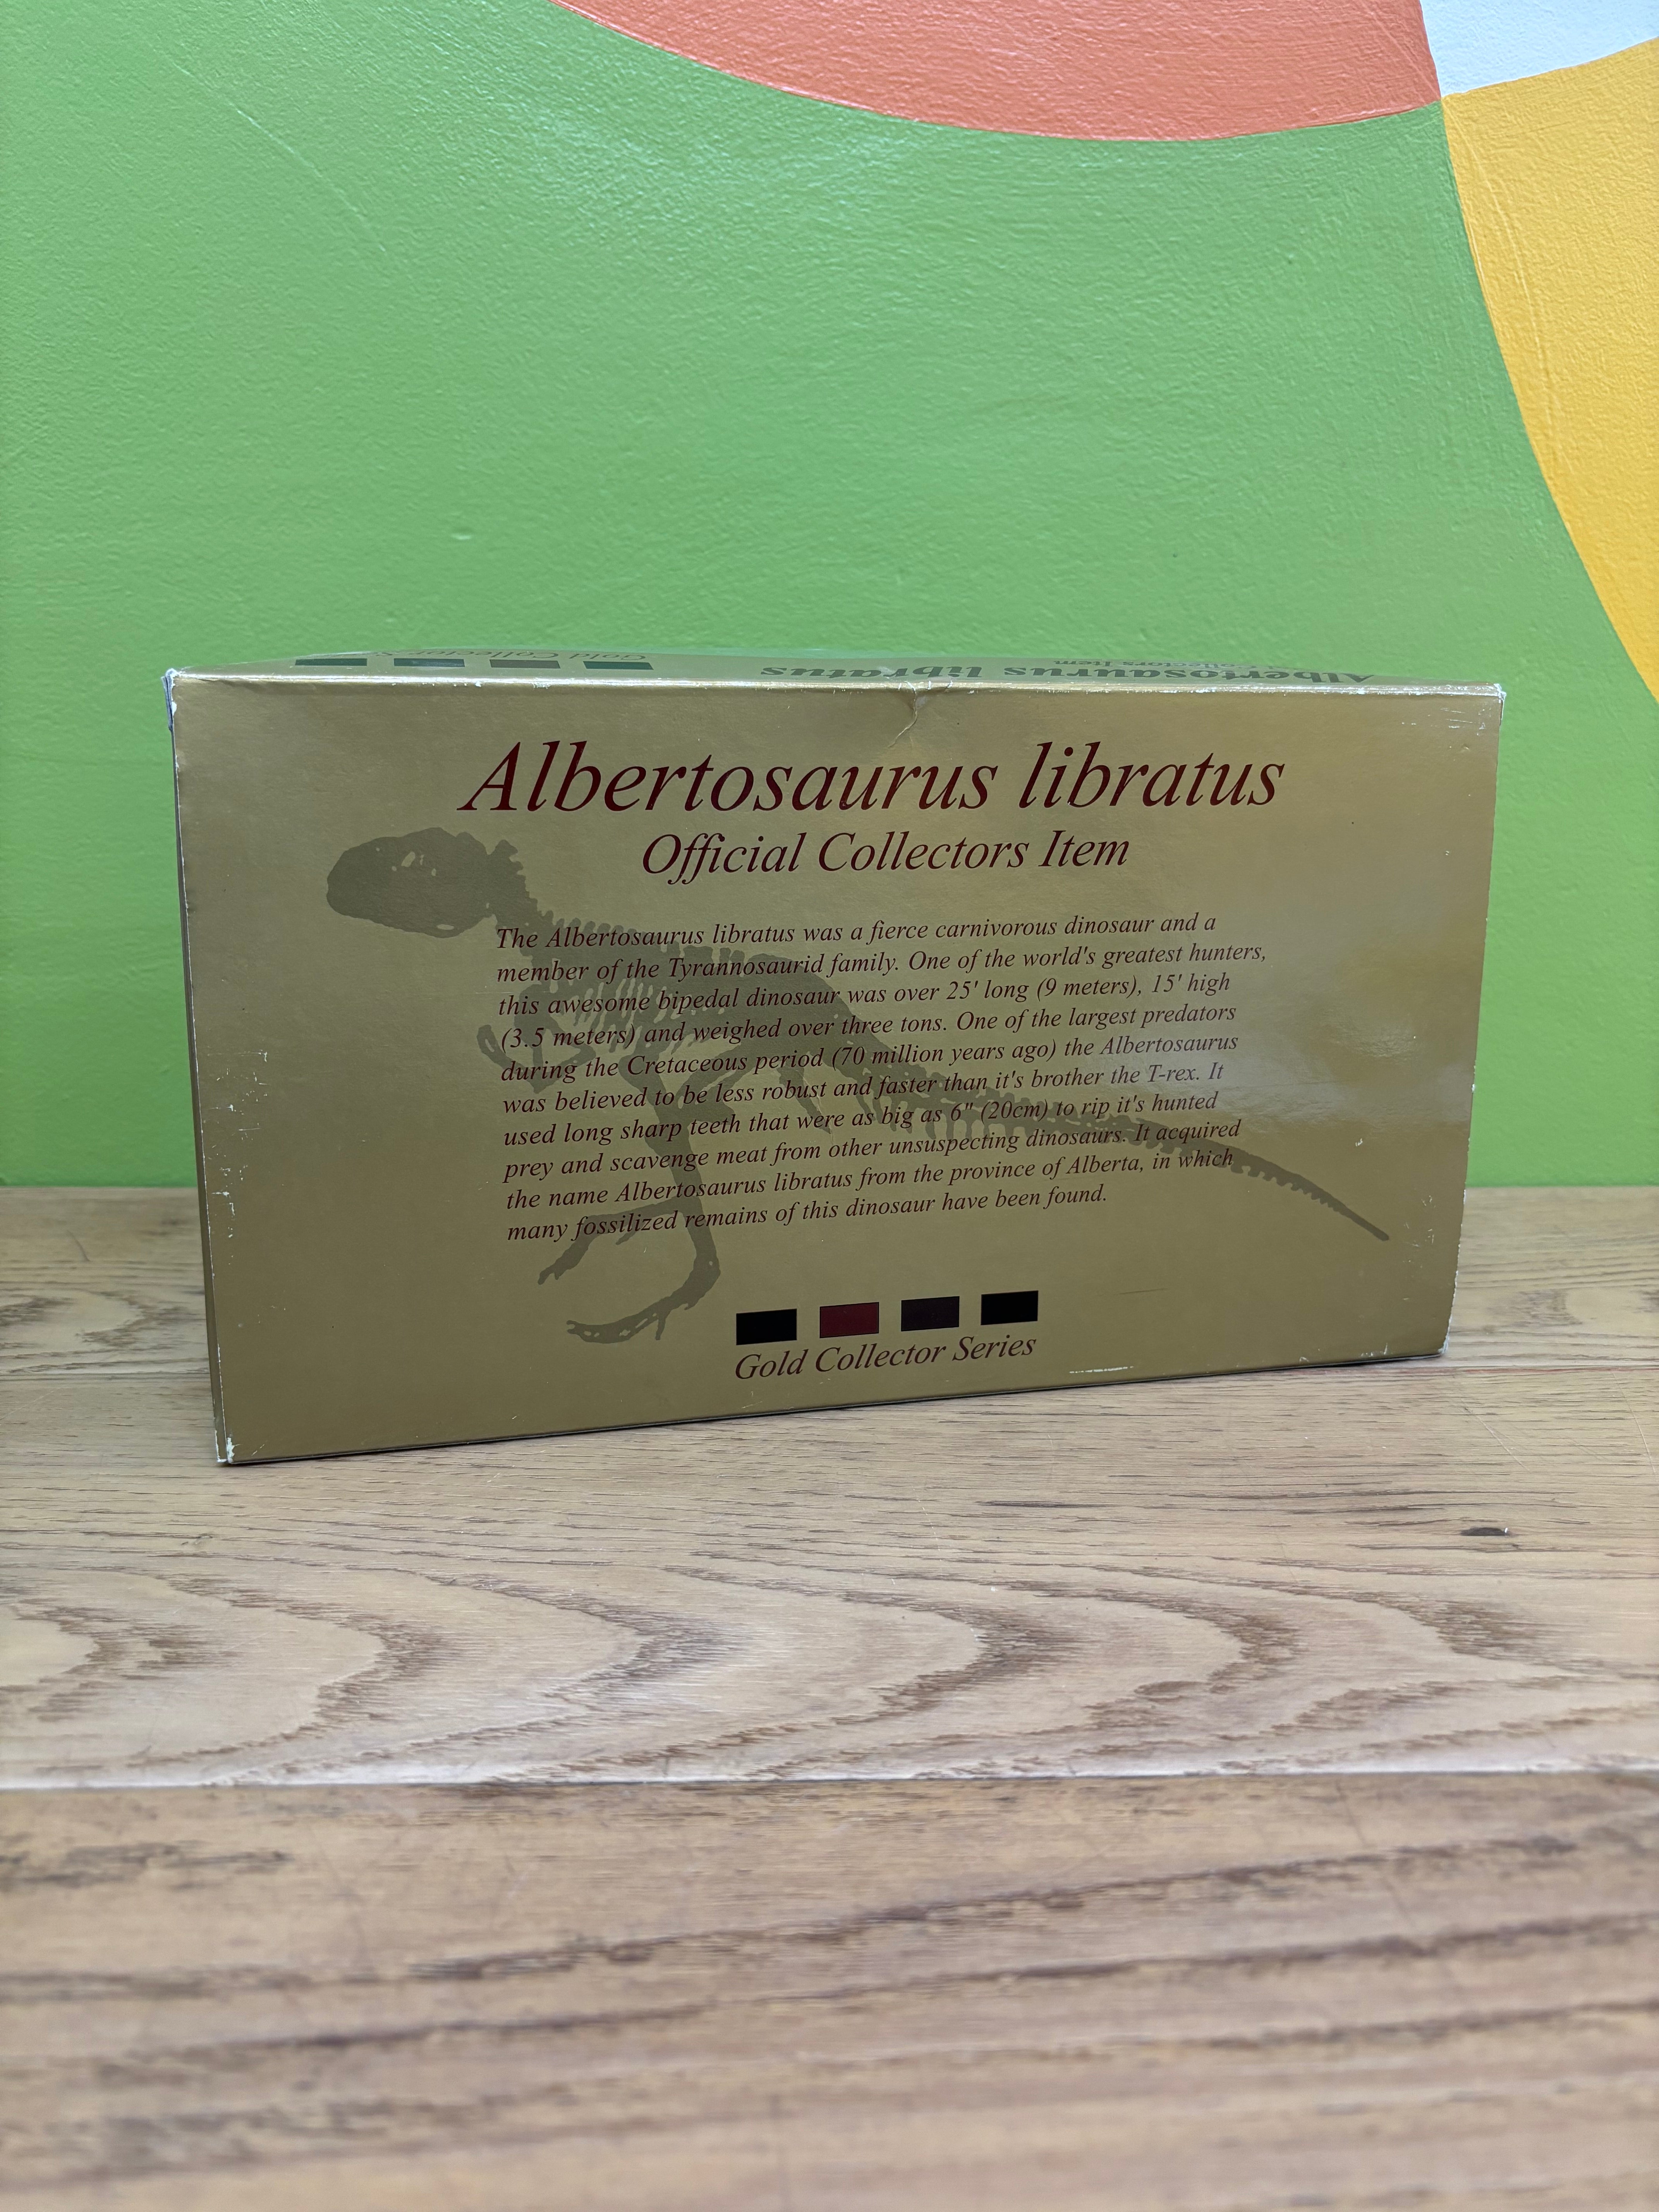 Gold Collector
Albertosaurus libratus
Collectors Item
Albertosaurus libratus
Official Collectors Item
The Albertosaurus libratus was a fierce carnivorous dinosaur and a
member of the Tyrannosaurid family. One of the world's greatest hunters,
this awesome bipedal dinosaur was over 25' long (9 meters), 15' high
(3.5 meters) and weighed over three tons. One of the largest predators
during the Cretaceous period (70 million years ago) the Albertosaurus
was believed to be less robust and faster than it's brother the T-rex. It
used long sharp teeth that were as big as 6" (20cm) to rip it's hunted
prey and scavenge meat from other unsuspecting dinosaurs. It acquired
the name Albertosaurus libratus from the province of Alberta, in which
many fossilized remains of this dinosaur have been found.
Gold Collector Series